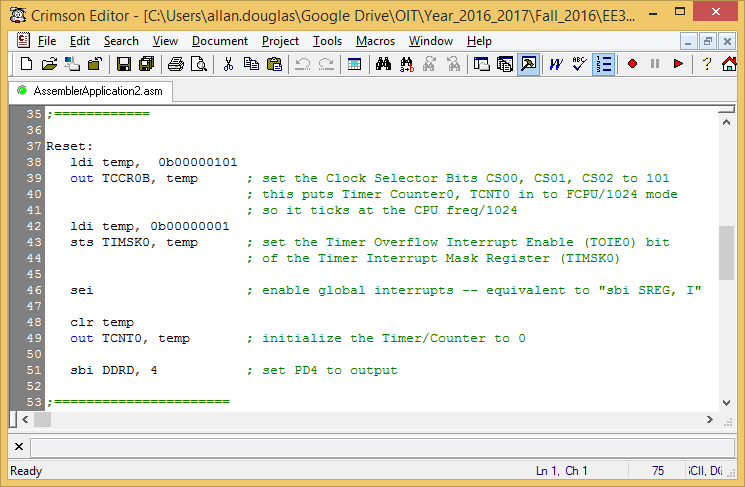 Crimson Editor - [C:\Users\allan.douglas\Google Drive\OIT\Year_2016_2017\Fall_2016\EE3...
File Edit Search View Document Project Tools Macros Window Help
AssemblerApplication2.asm
35 ;============
36
37 Reset:
38 ldi temp, 0b00000101
39 out TCCR0B, temp ; set the Clock Selector Bits CS00, CS01, CS02 to 101
40 ; this puts Timer Counter0, TCNT0 in to FCPU/1024 mode
41 ; so it ticks at the CPU freq/1024
42 ldi temp, 0b00000001
43 sts TIMSK0, temp ; set the Timer Overflow Interrupt Enable (TOIE0) bit
44 ; of the Timer Interrupt Mask Register (TIMSK0)
45
46 sei ; enable global interrupts -- equivalent to "sbi SREG, I"
47
48 clr temp
49 out TCNT0, temp ; initialize the Timer/Counter to 0
50
51 sbi DDRD, 4 ; set PD4 to output
52
53 ;======================
Ready Ln 1, Ch 1 75 SCII, DO